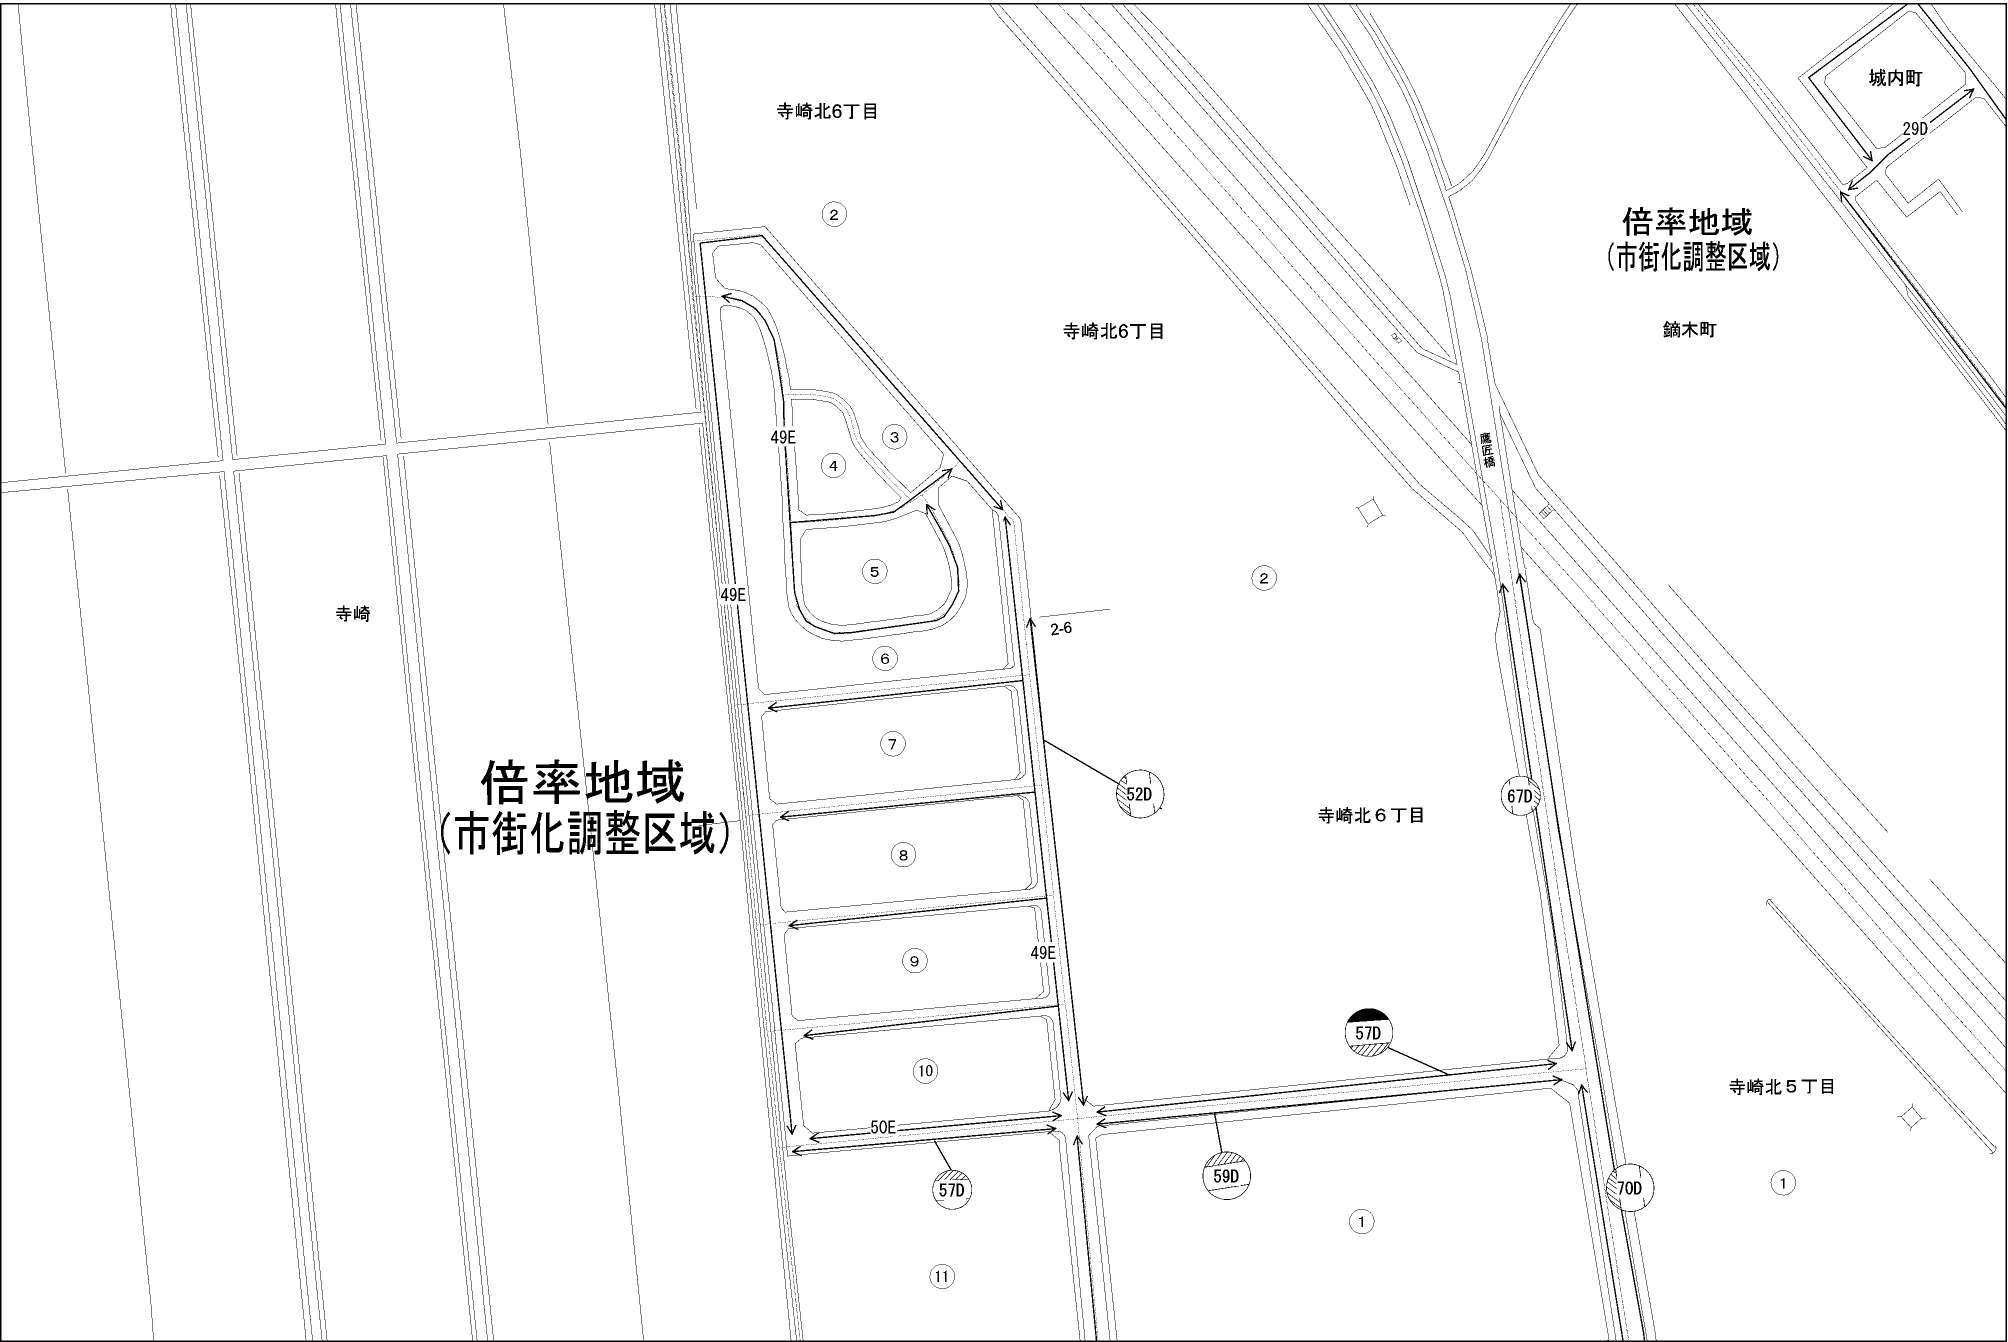 城内町
寺崎北6丁目
29D
②
倍率地域
(市街化調整区域)
寺崎北6丁目
鏑木町
49E
③
鷹匠橋
④
⑤
②
49E
寺崎
2-6
⑥
⑦
倍率地域
(市街化調整区域)
52D
67D
寺崎北６丁目
⑧
49E
⑨
57D
⑩
寺崎北５丁目
50E
57D
59D
70D
①
①
⑪